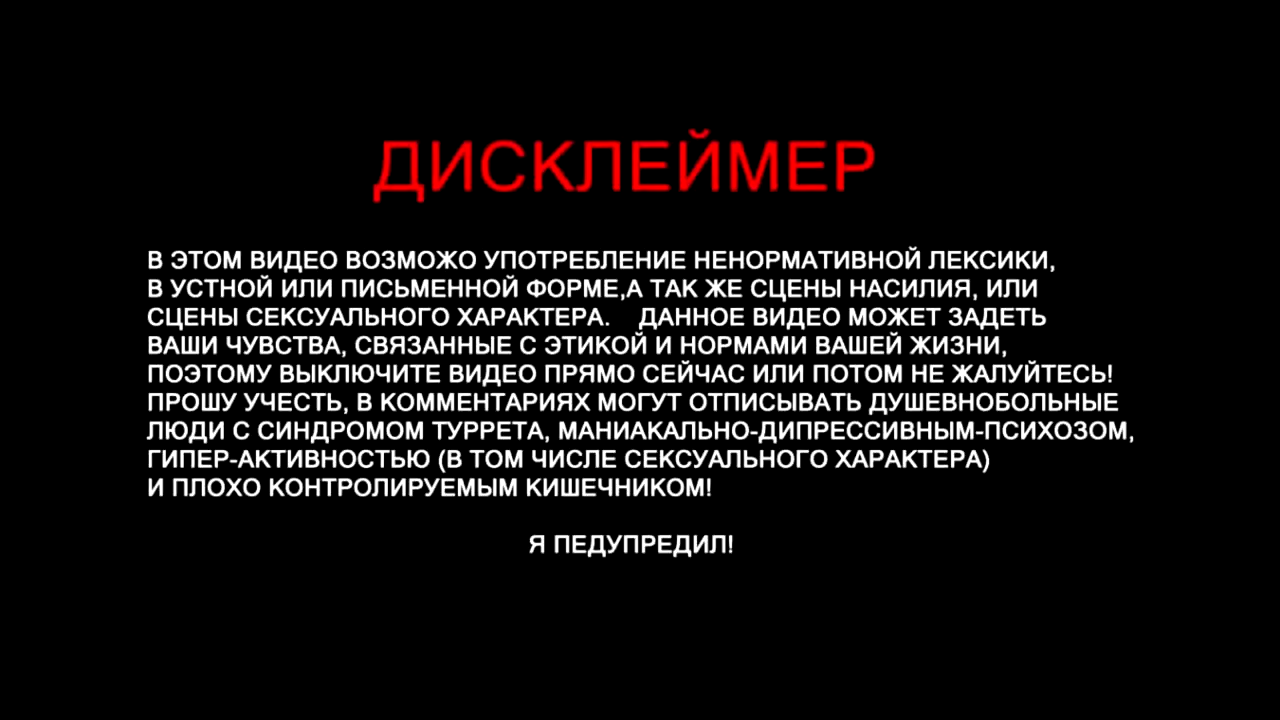 ДИСКЛЕЙМЕР
В ЭТОМ ВИДЕО ВОЗМОЖО УПОТРЕБЛЕНИЕ НЕНОРМАТИВНОЙ ЛЕКСИКИ,
В УСТНОЙ ИЛИ ПИСЬМЕННОЙ ФОРМЕ,А ТАК ЖЕ СЦЕНЫ НАСИЛИЯ, ИЛИ
СЦЕНЫ СЕКСУАЛЬНОГО ХАРАКТЕРА. ДАННОЕ ВИДЕО МОЖЕТ ЗАДЕТЬ
ВАШИ ЧУВСТВА, СВЯЗАННЫЕ С ЭТИКОЙ И НОРМАМИ ВАШЕЙ ЖИЗНИ,
ПОЭТОМУ ВЫКЛЮЧИТЕ ВИДЕО ПРЯМО СЕЙЧАС ИЛИ ПОТОМ НЕ ЖАЛУЙТЕСЬ!
ПРОШУ УЧЕСТЬ, В КОММЕНТАРИЯХ МОГУТ ОТПИСЫВАТЬ ДУШЕВНОБОЛЬНЫЕ
ЛЮДИ С СИНДРОМОМ ТУРРЕТА, МАНИАКАЛЬНО-ДИПРЕССИВНЫМ-ПСИХОЗОМ,
ГИПЕР-АКТИВНОСТЬЮ (В ТОМ ЧИСЛЕ СЕКСУАЛЬНОГО ХАРАКТЕРА)
И ПЛОХО КОНТРОЛИРУЕМЫМ КИШЕЧНИКОМ!
Я ПЕДУПРЕДИЛ!